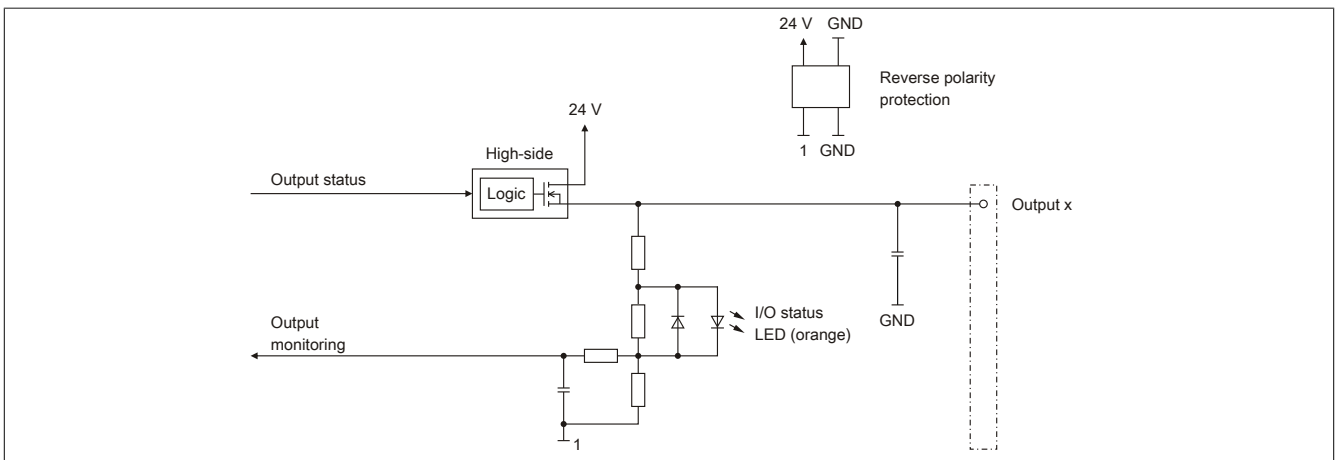 24 V GND
Reverse polarity
protection
1 GND
24 V
High-side
Output status
Logic
Output x
I/O status
LED (orange)
GND
Output
monitoring
1